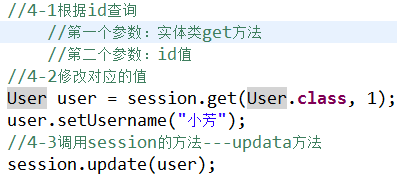 //4-1根据id查询
//第一个参数：实体类get方法
//第二个参数：id值
//4-2修改对应的值
User user = session.get(User.class, 1);
user.setUsername("小芳");
//4-3调用session的方法---updata方法
session.update(user);